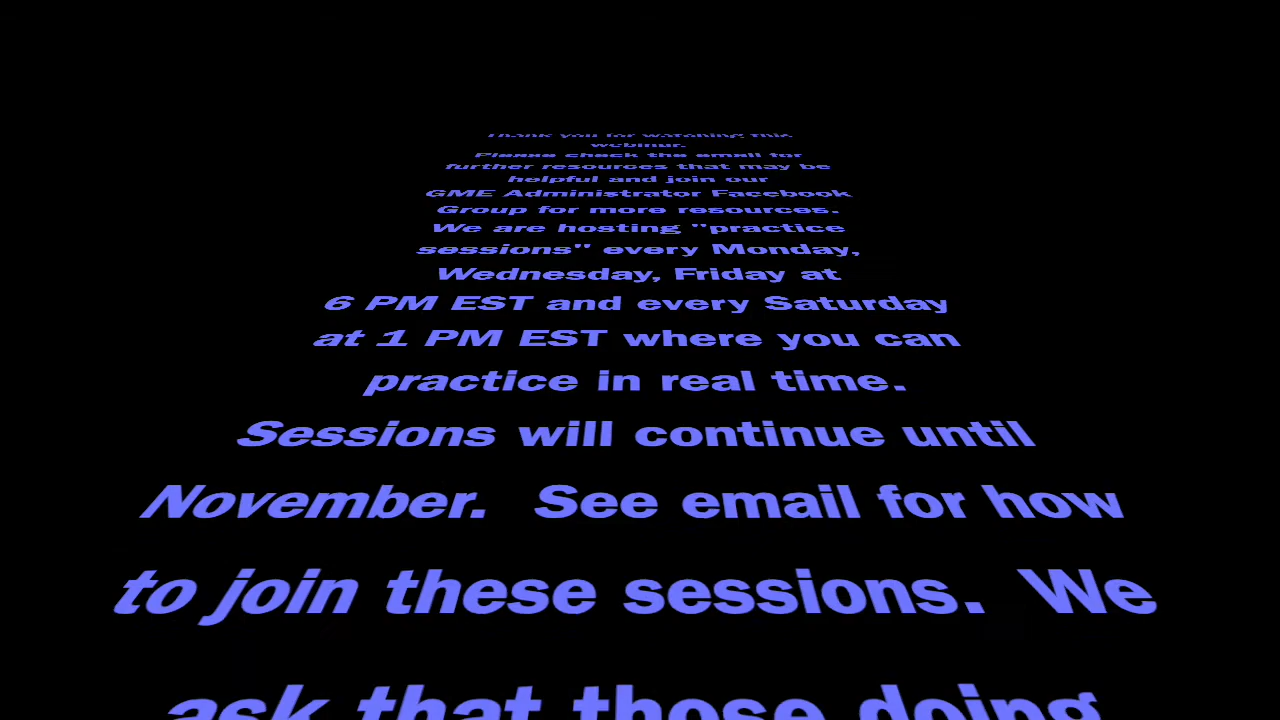 Thank you for watching this
webinar.
Please check the email for
further resources that may be
helpful and join our
GME Administrator Facebook
Group for more resources.
We are hosting "practice
sessions" every Monday,
Wednesday, Friday at
6 PM EST and every Saturday
at 1 PM EST where you can
practice in real time.
Sessions will continue until
November.  See email for how
to join these sessions.  We
ask that those doing